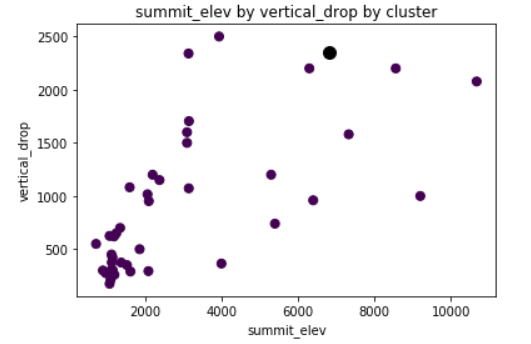 summit_elev by vertical_drop by cluster
2500
2000
1500
1000
500
vertical_drop
2000 4000 6000 8000 10000
summit_elev